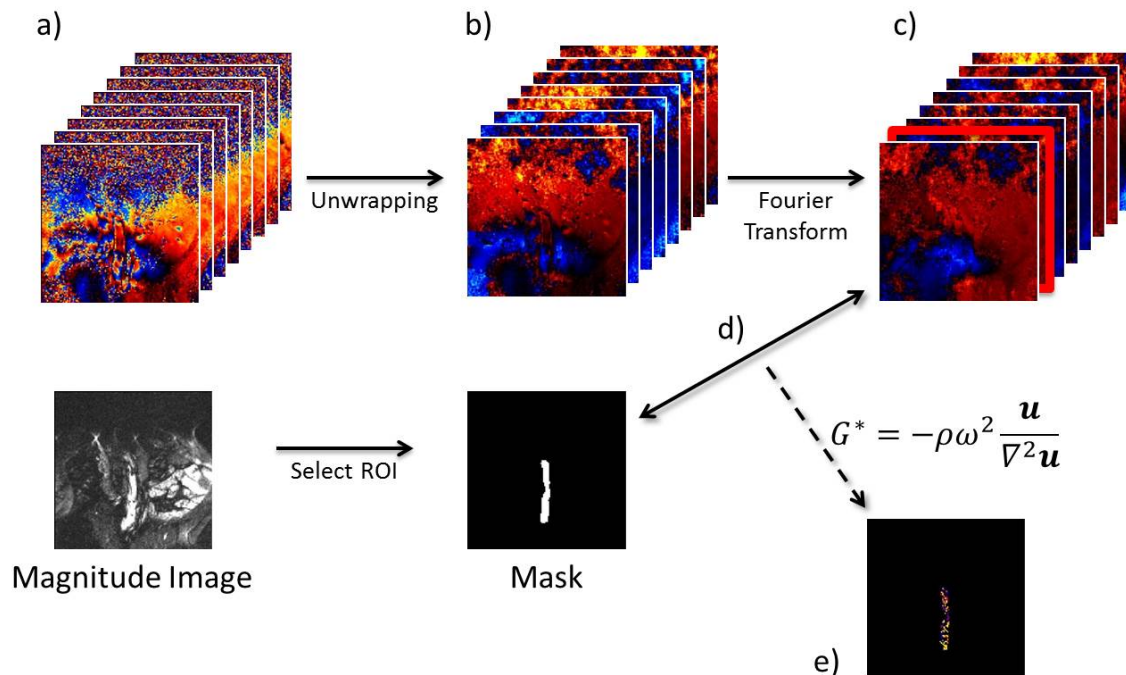 a)
b)
c)
Unwrapping
Fourier
Transform
d)
G* = −ρω² u / ∇²u
Select ROI
Magnitude Image
Mask
e)